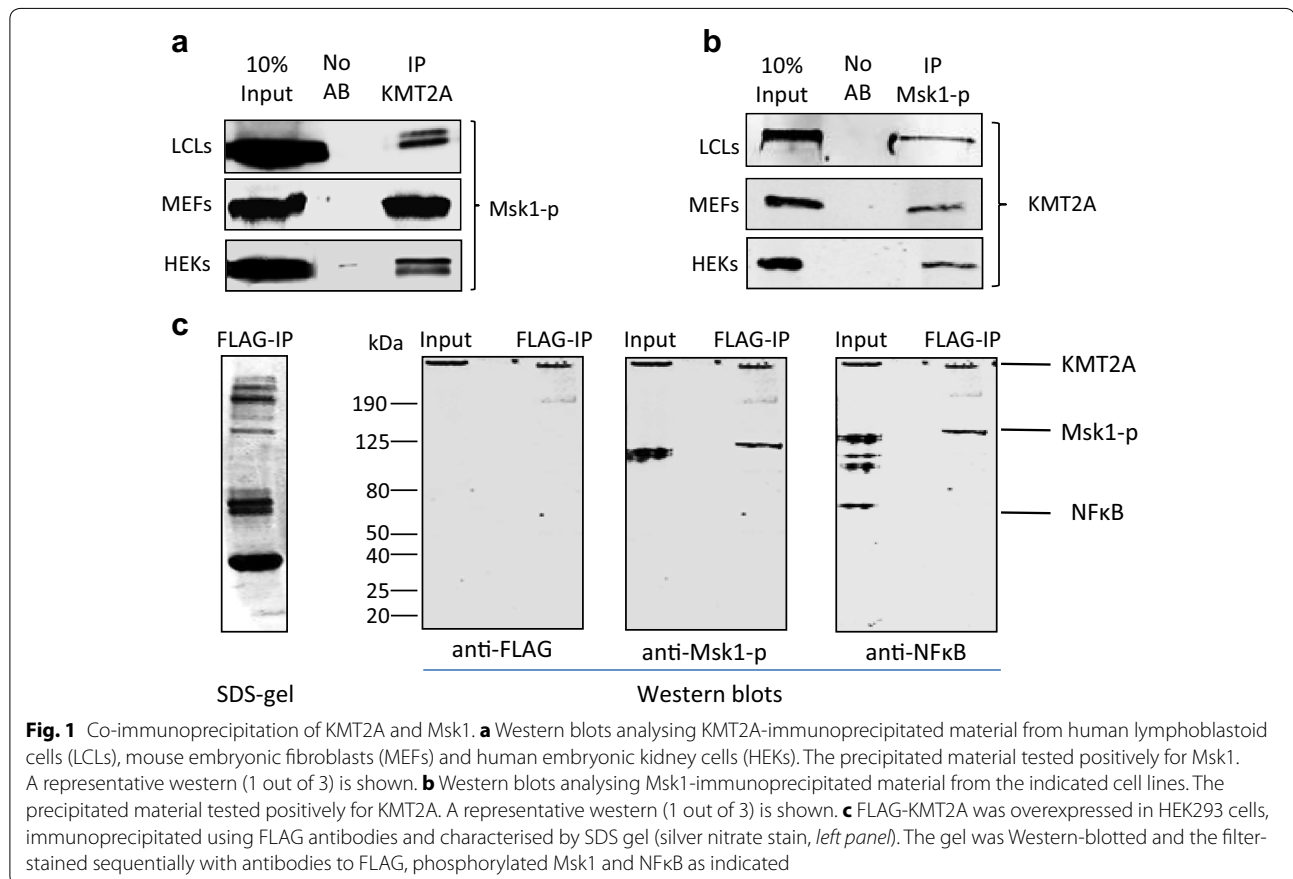 a
10% Input
No AB
IP KMT2A
LCLs
MEFs
HEKs
Msk1-p
b
10% Input
No AB
IP Msk1-p
LCLs
MEFs
HEKs
KMT2A
c
FLAG-IP
kDa
Input FLAG-IP
Input FLAG-IP
Input FLAG-IP
190
125
80
50
40
25
20
KMT2A
Msk1-p
NFκB
anti-FLAG
anti-Msk1-p
anti-NFκB
SDS-gel
Western blots
Fig. 1 Co-immunoprecipitation of KMT2A and Msk1. a Western blots analysing KMT2A-immunoprecipitated material from human lymphoblastoid
cells (LCLs), mouse embryonic fibroblasts (MEFs) and human embryonic kidney cells (HEKs). The precipitated material tested positively for Msk1.
A representative western (1 out of 3) is shown. b Western blots analysing Msk1-immunoprecipitated material from the indicated cell lines. The
precipitated material tested positively for KMT2A. A representative western (1 out of 3) is shown. c FLAG-KMT2A was overexpressed in HEK293 cells,
immunoprecipitated using FLAG antibodies and characterised by SDS gel (silver nitrate stain, left panel). The gel was Western-blotted and the filter-
stained sequentially with antibodies to FLAG, phosphorylated Msk1 and NFκB as indicated